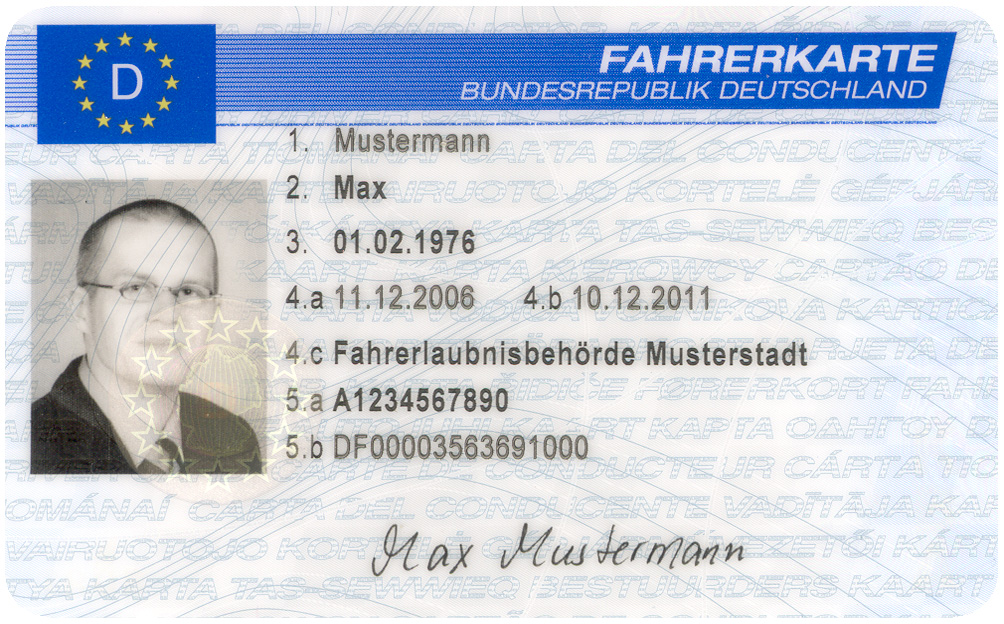 D
FAHRERKARTE
BUNDESREPUBLIK DEUTSCHLAND
1. Mustermann
2. Max
3. 01.02.1976
4.a 11.12.2006 4.b 10.12.2011
4.c Fahrerlaubnisbehörde Musterstadt
5.a A1234567890
5.b DF00003563691000
Max Mustermann